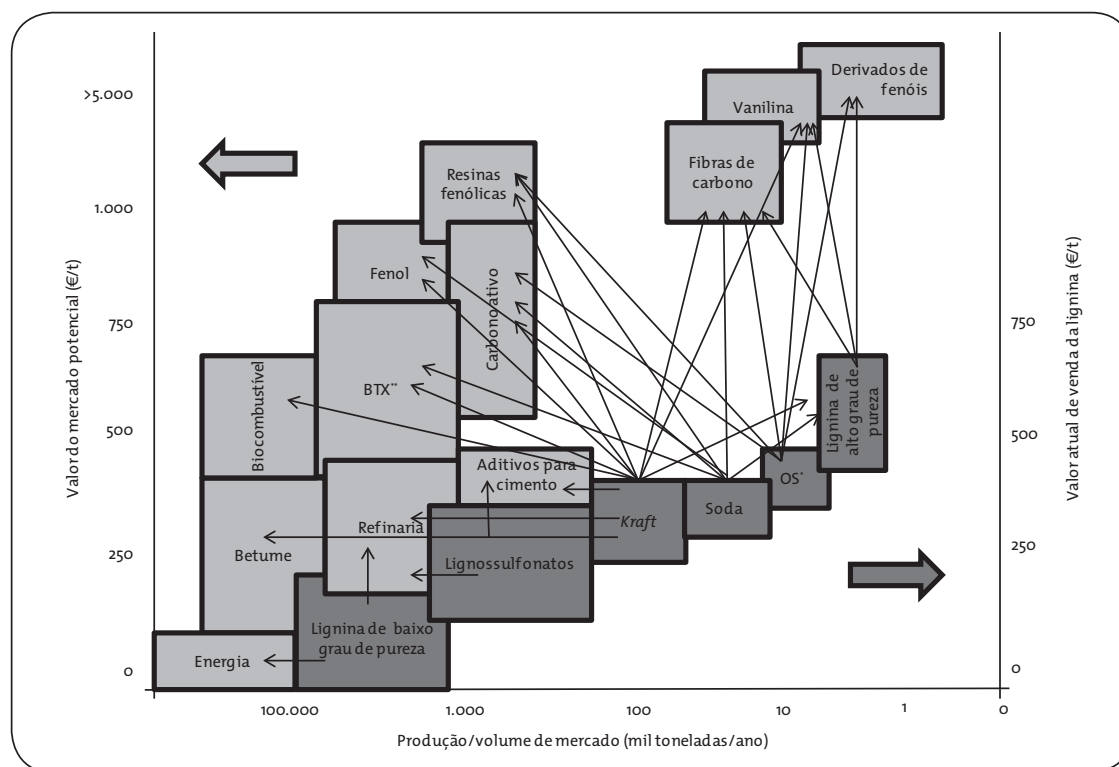 Valor do mercado potencial (€/t)
>5.000
1.000
750
500
250
0
Derivados de
fenóis
Vanilina
Fibras de
carbono
Resinas
fenólicas
Fenol
Carbono ativo
BTX**
Biocombustível
Aditivos para
cimento
Lignina de
alto grau de
pureza
OS*
Soda
Kraft
Refinaria
Betume
Lignossulfonatos
Lignina de baixo
grau de pureza
Energia
Valor atual de venda da lignina (€/t)
750
500
250
0
100.000
1.000
100
10
1
0
Produção/volume de mercado (mil toneladas/ano)